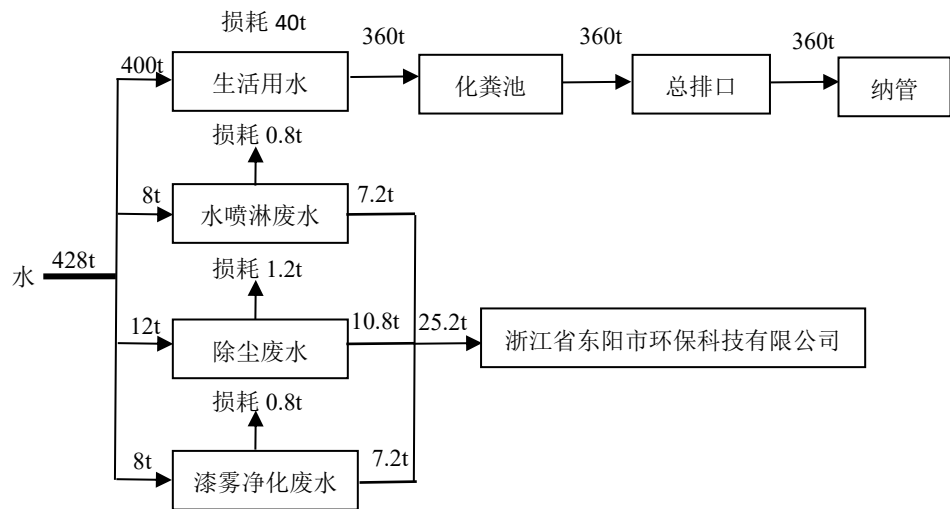 损耗 40t
400t
生活用水
360t
化粪池
360t
总排口
360t
纳管
损耗 0.8t
8t
水喷淋废水
7.2t
水
428t
损耗 1.2t
12t
除尘废水
10.8t
25.2t
浙江省东阳市环保科技有限公司
损耗 0.8t
8t
漆雾净化废水
7.2t